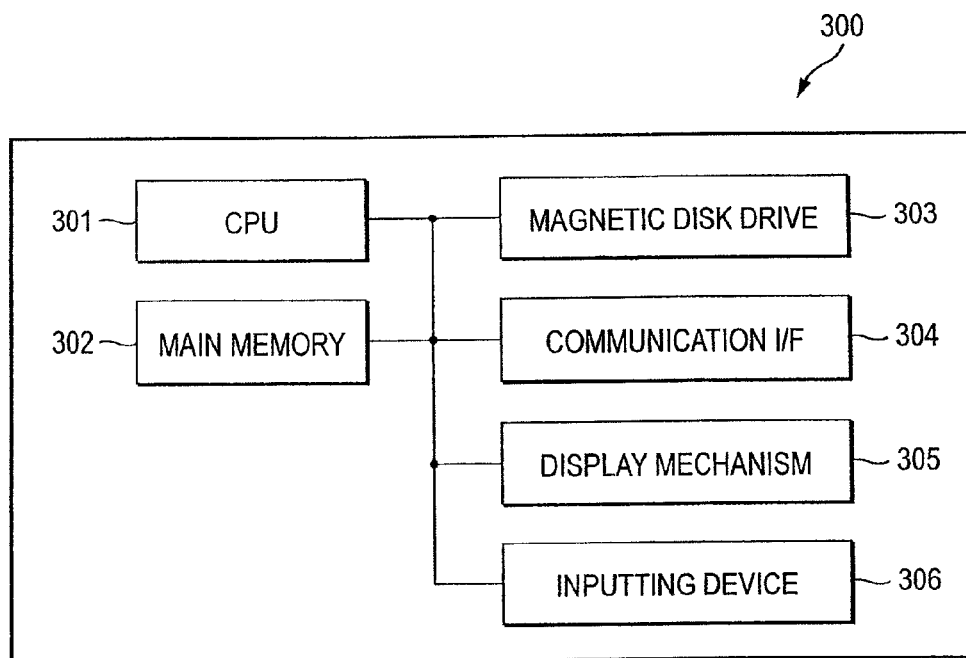 300
301 CPU
MAGNETIC DISK DRIVE 303
302 MAIN MEMORY
COMMUNICATION I/F 304
DISPLAY MECHANISM 305
INPUTTING DEVICE 306